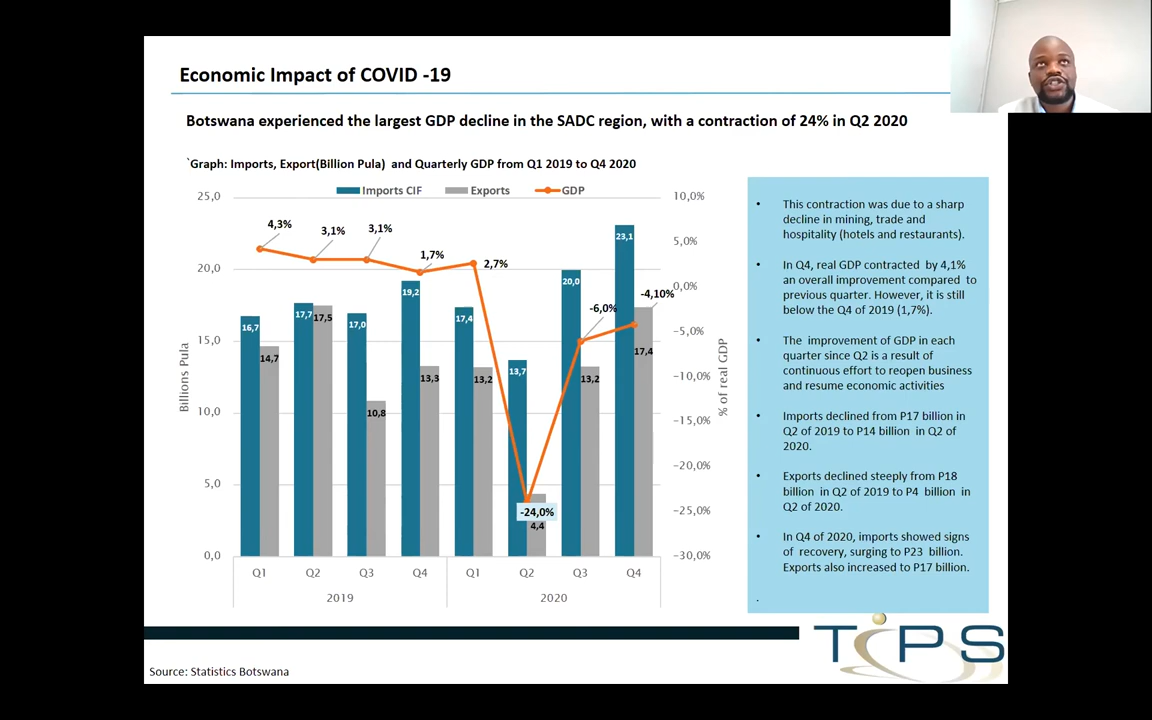 Economic Impact of COVID -19
Botswana experienced the largest GDP decline in the SADC region, with a contraction of 24% in Q2 2020
`Graph: Imports, Export(Billion Pula)  and Quarterly GDP from Q1 2019 to Q4 2020
Imports CIF
Exports
GDP
25,0
20,0
15,0
10,0
5,0
0,0
Billions Pula
10,0%
5,0%
0,0%
-5,0%
-10,0%
-15,0%
-20,0%
-25,0%
-30,0%
% of real GDP
4,3%
3,1%
3,1%
1,7%
2,7%
-24,0%
-6,0%
-4,10%
16,7
14,7
17,7
17,5
17,0
10,8
19,2
13,3
17,4
13,2
13,7
4,4
20,0
13,2
23,1
17,4
Q1
Q2
Q3
Q4
Q1
Q2
Q3
Q4
2019
2020
• This contraction was due to a sharp
decline in mining, trade and
hospitality (hotels and restaurants).
• In Q4, real GDP contracted by 4,1%
an overall improvement compared to
previous quarter. However, it is still
below the Q4 of 2019 (1,7%).
• The improvement of GDP in each
quarter since Q2 is a result of
continuous effort to reopen business
and resume economic activities
• Imports declined from P17 billion in
Q2 of 2019 to P14 billion in Q2 of
2020.
• Exports declined steeply from P18
billion in Q2 of 2019 to P4 billion in
Q2 of 2020.
• In Q4 of 2020, imports showed signs
of recovery, surging to P23 billion.
Exports also increased to P17 billion.
.
TIPS
Source: Statistics Botswana